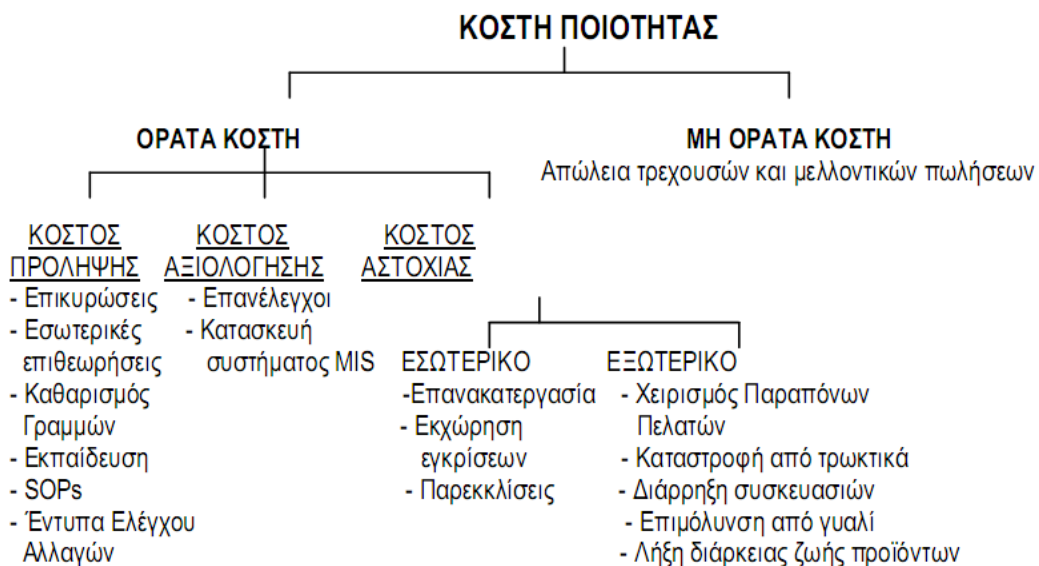 ΚΟΣΤΗ ΠΟΙΟΤΗΤΑΣ
ΟΡΑΤΑ ΚΟΣΤΗ
ΜΗ ΟΡΑΤΑ ΚΟΣΤΗ
Απώλεια τρεχουσών και μελλοντικών πωλήσεων
ΚΟΣΤΟΣ
ΠΡΟΛΗΨΗΣ
- Επικυρώσεις
- Εσωτερικές
επιθεωρήσεις
- Καθαρισμός
Γραμμών
- Εκπαίδευση
- SOPs
- Έντυπα Ελέγχου
Αλλαγών
ΚΟΣΤΟΣ
ΑΞΙΟΛΟΓΗΣΗΣ
- Επανέλεγχοι
- Κατασκευή
συστήματος MIS
ΚΟΣΤΟΣ
ΑΣΤΟΧΙΑΣ
ΕΣΩΤΕΡΙΚΟ
-Επανακατεργασία
- Εκχώρηση
εγκρίσεων
- Παρεκκλίσεις
ΕΞΩΤΕΡΙΚΟ
- Χειρισμός Παραπόνων
Πελατών
- Καταστροφή από τρωκτικά
- Διάρρηξη συσκευασιών
- Επιμόλυνση από γυαλί
- Λήξη διάρκειας ζωής προϊόντων